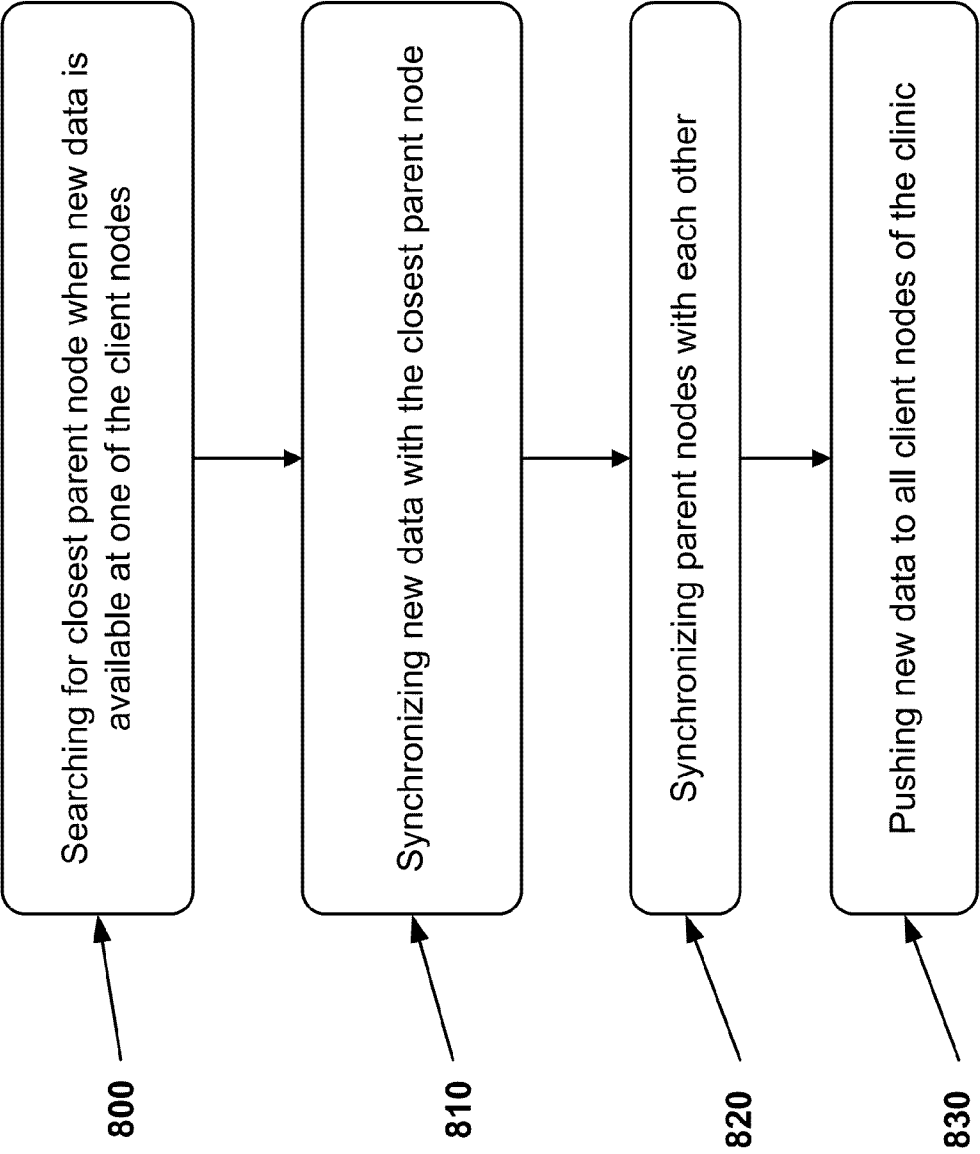 800
Searching for closest parent node when new data is
available at one of the client nodes
810
Synchronizing new data with the closest parent node
820
Synchronizing parent nodes with each other
830
Pushing new data to all client nodes of the clinic